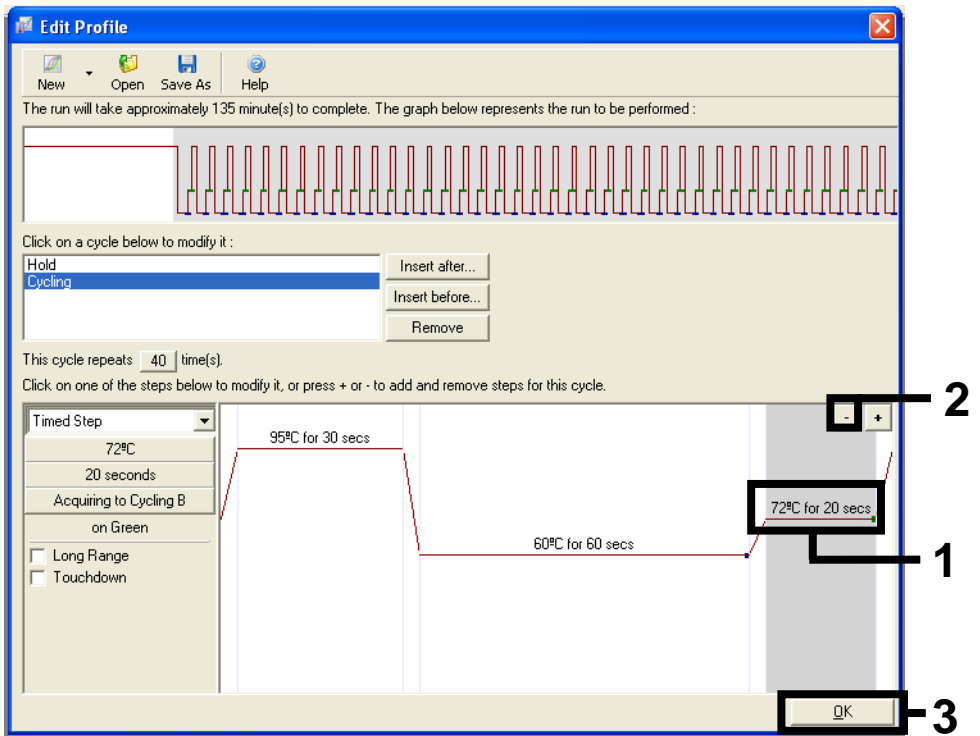 Edit Profile
New Open Save As Help
The run will take approximately 135 minute(s) to complete. The graph below represents the run to be performed :
Click on a cycle below to modify it :
Hold
Cycling
Insert after...
Insert before...
Remove
This cycle repeats 40 time(s).
Click on one of the steps below to modify it, or press + or - to add and remove steps for this cycle.
2
Timed Step
- +
72ºC
20 seconds
Acquiring to Cycling B
on Green
Long Range
Touchdown
95ºC for 30 secs
60ºC for 60 secs
72ºC for 20 secs
1
OK
3